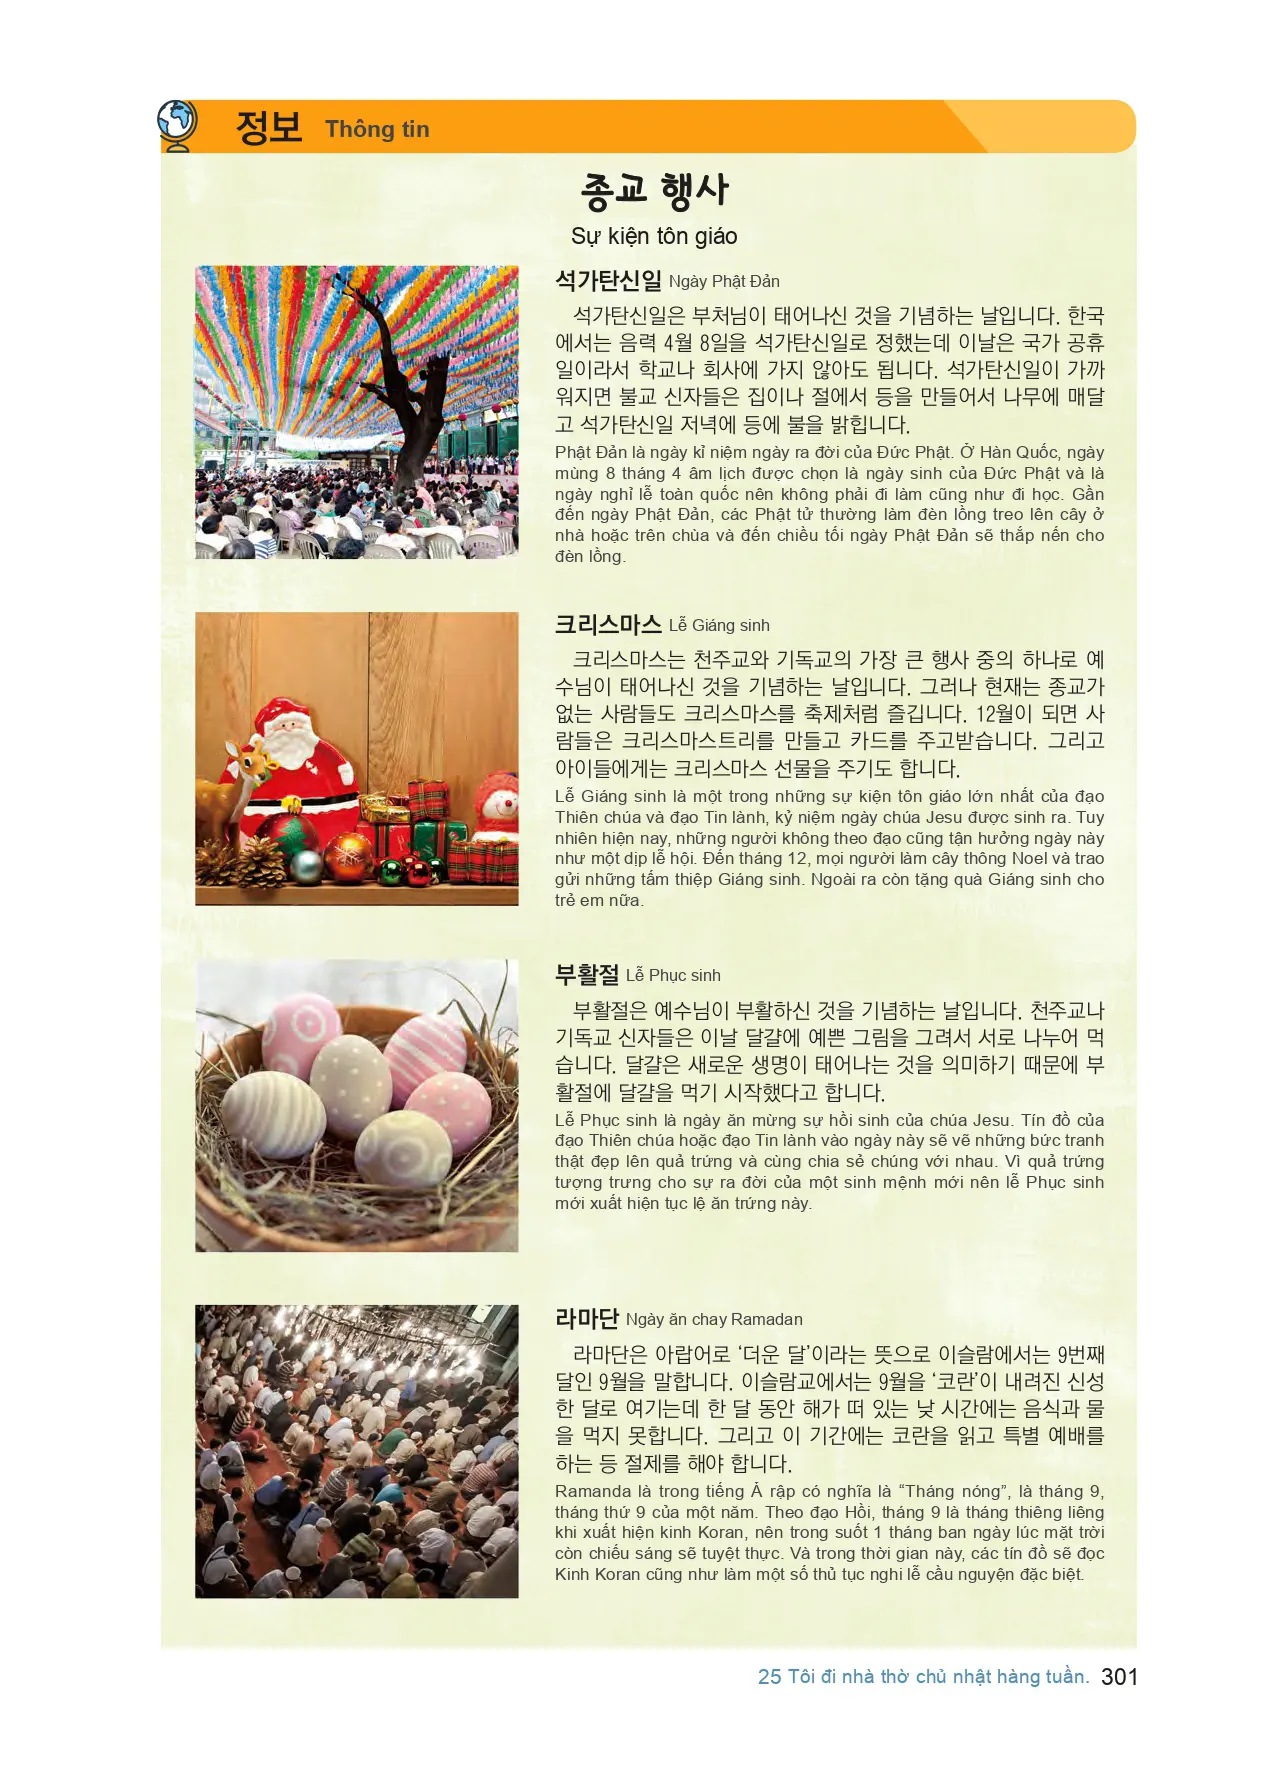 정보 Thông tin
종교 행사
Sự kiện tôn giáo
석가탄신일 Ngày Phật Đản
석가탄신일은 부처님이 태어나신 것을 기념하는 날입니다. 한국
에서는 음력 4월 8일을 석가탄신일로 정했는데 이날은 국가 공휴
일이라서 학교나 회사에 가지 않아도 됩니다. 석가탄신일이 가까
워지면 불교 신자들은 집이나 절에서 등을 만들어서 나무에 매달
고 석가탄신일 저녁에 등에 불을 밝힙니다.
Phật Đản là ngày kỉ niệm ngày ra đời của Đức Phật. Ở Hàn Quốc, ngày
mùng 8 tháng 4 âm lịch được chọn là ngày sinh của Đức Phật và là
ngày nghỉ lễ toàn quốc nên không phải đi làm cũng như đi học. Gần
đến ngày Phật Đản, các Phật tử thường làm đèn lồng treo lên cây ở
nhà hoặc trên chùa và đến chiều tối ngày Phật Đản sẽ thắp nến cho
đèn lồng.
크리스마스 Lễ Giáng sinh
크리스마스는 천주교와 기독교의 가장 큰 행사 중의 하나로 예
수님이 태어나신 것을 기념하는 날입니다. 그러나 현재는 종교가
없는 사람들도 크리스마스를 축제처럼 즐깁니다. 12월이 되면 사
람들은 크리스마스트리를 만들고 카드를 주고받습니다. 그리고
아이들에게는 크리스마스 선물을 주기도 합니다.
Lễ Giáng sinh là một trong những sự kiện tôn giáo lớn nhất của đạo
Thiên chúa và đạo Tin lành, kỷ niệm ngày chúa Jesu được sinh ra. Tuy
nhiên hiện nay, những người không theo đạo cũng tận hưởng ngày này
như một dịp lễ hội. Đến tháng 12, mọi người làm cây thông Noel và trao
gửi những tấm thiệp Giáng sinh. Ngoài ra còn tặng quà Giáng sinh cho
trẻ em nữa.
부활절 Lễ Phục sinh
부활절은 예수님이 부활하신 것을 기념하는 날입니다. 천주교나
기독교 신자들은 이날 달걀에 예쁜 그림을 그려서 서로 나누어 먹
습니다. 달걀은 새로운 생명이 태어나는 것을 의미하기 때문에 부
활절에 달걀을 먹기 시작했다고 합니다.
Lễ Phục sinh là ngày ăn mừng sự hồi sinh của chúa Jesu. Tín đồ của
đạo Thiên chúa hoặc đạo Tin lành vào ngày này sẽ vẽ những bức tranh
thật đẹp lên quả trứng và cùng chia sẻ chúng với nhau. Vì quả trứng
tượng trưng cho sự ra đời của một sinh mệnh mới nên lễ Phục sinh
mới xuất hiện tục lệ ăn trứng này.
라마단 Ngày ăn chay Ramadan
라마단은 아랍어로 ‘더운 달’이라는 뜻으로 이슬람에서는 9번째
달인 9월을 말합니다. 이슬람교에서는 9월을 ‘코란’이 내려진 신성
한 달로 여기는데 한 달 동안 해가 떠 있는 낮 시간에는 음식과 물
을 먹지 못합니다. 그리고 이 기간에는 코란을 읽고 특별 예배를
하는 등 절제를 해야 합니다.
Ramanda là trong tiếng Ả rập có nghĩa là “Tháng nóng”, là tháng 9,
tháng thứ 9 của một năm. Theo đạo Hồi, tháng 9 là tháng thiêng liêng
khi xuất hiện kinh Koran, nên trong suốt 1 tháng ban ngày lúc mặt trời
còn chiếu sáng sẽ tuyệt thực. Và trong thời gian này, các tín đồ sẽ đọc
Kinh Koran cũng như làm một số thủ tục nghi lễ cầu nguyện đặc biệt.
25 Tôi đi nhà thờ chủ nhật hàng tuần. 301